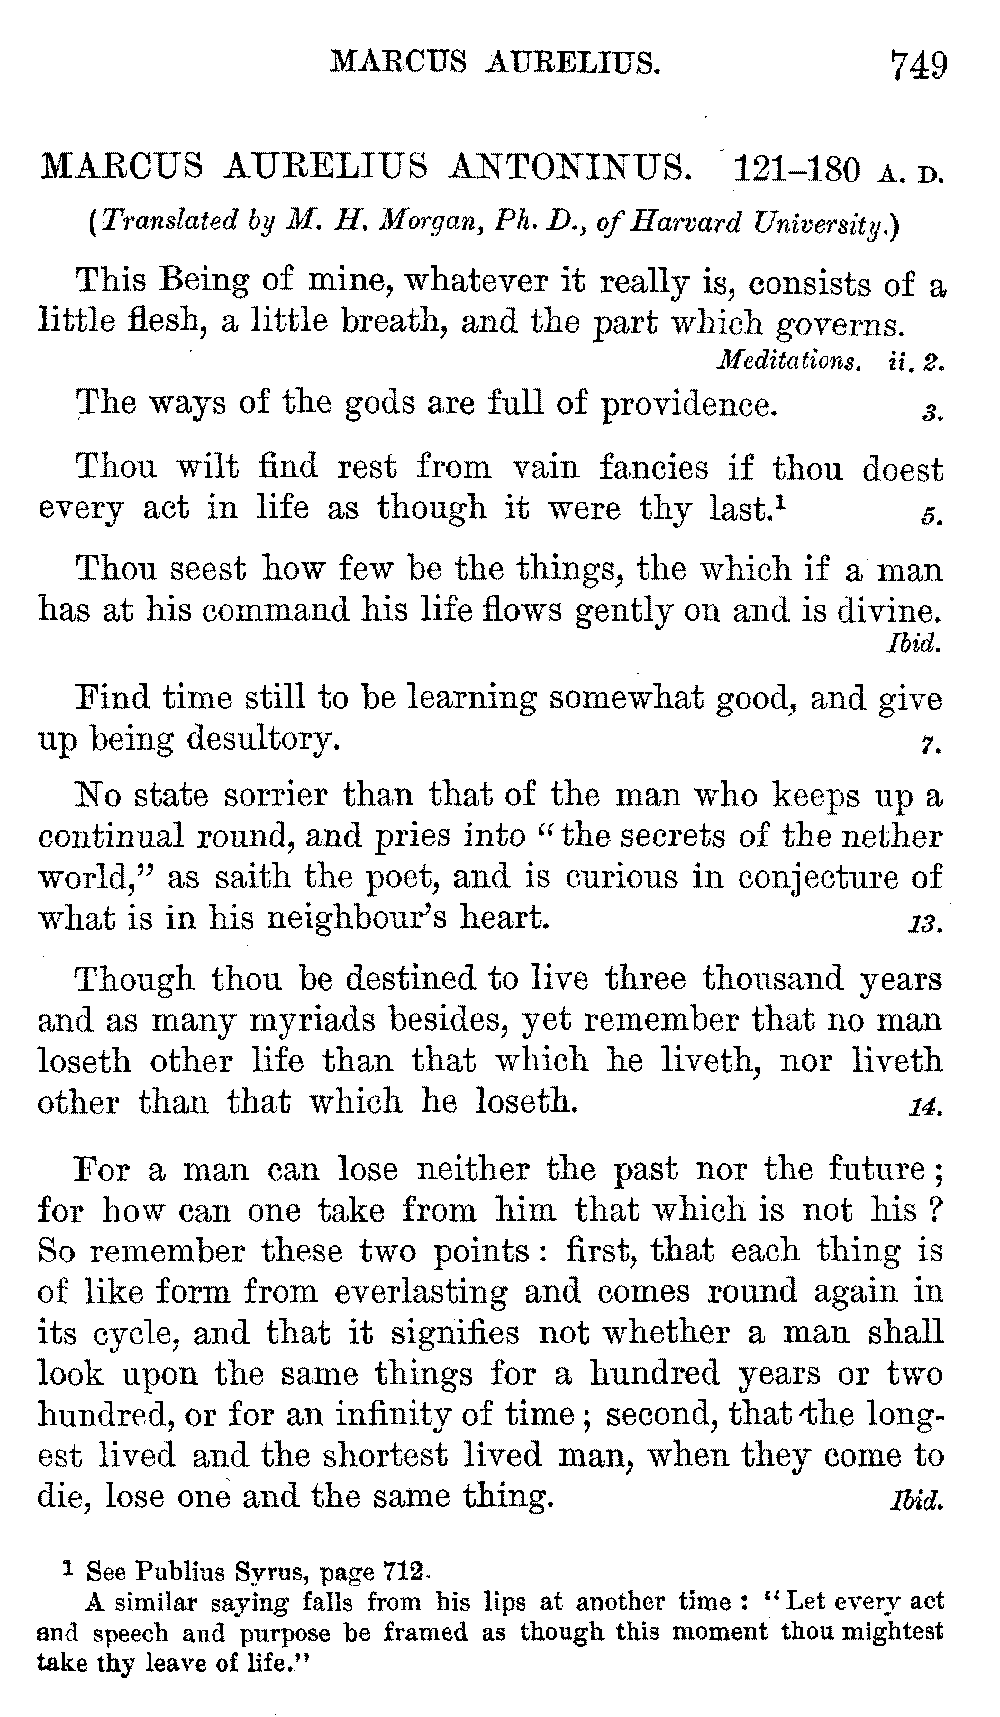 MARCUS AURELIUS. 749
MARCUS AURELIUS ANTONINUS. 121–180 A. D.
(Translated by M. H. Morgan, Ph. D., of Harvard University.)
This Being of mine, whatever it really is, consists of a
little flesh, a little breath, and the part which governs.
Meditations. ii. 2.
The ways of the gods are full of providence. 3.
Thou wilt find rest from vain fancies if thou doest
every act in life as though it were thy last.¹ 5.
Thou seest how few be the things, the which if a man
has at his command his life flows gently on and is divine.
Ibid.
Find time still to be learning somewhat good, and give
up being desultory. 7.
No state sorrier than that of the man who keeps up a
continual round, and pries into “the secrets of the nether
world,” as saith the poet, and is curious in conjecture of
what is in his neighbour’s heart. 13.
Though thou be destined to live three thousand years
and as many myriads besides, yet remember that no man
loseth other life than that which he liveth, nor liveth
other than that which he loseth. 14.
For a man can lose neither the past nor the future;
for how can one take from him that which is not his?
So remember these two points: first, that each thing is
of like form from everlasting and comes round again in
its cycle, and that it signifies not whether a man shall
look upon the same things for a hundred years or two
hundred, or for an infinity of time; second, that the long-
est lived and the shortest lived man, when they come to
die, lose one and the same thing. Ibid.
1 See Publius Syrus, page 712.
A similar saying falls from his lips at another time: “Let every act
and speech and purpose be framed as though this moment thou mightest
take thy leave of life.”